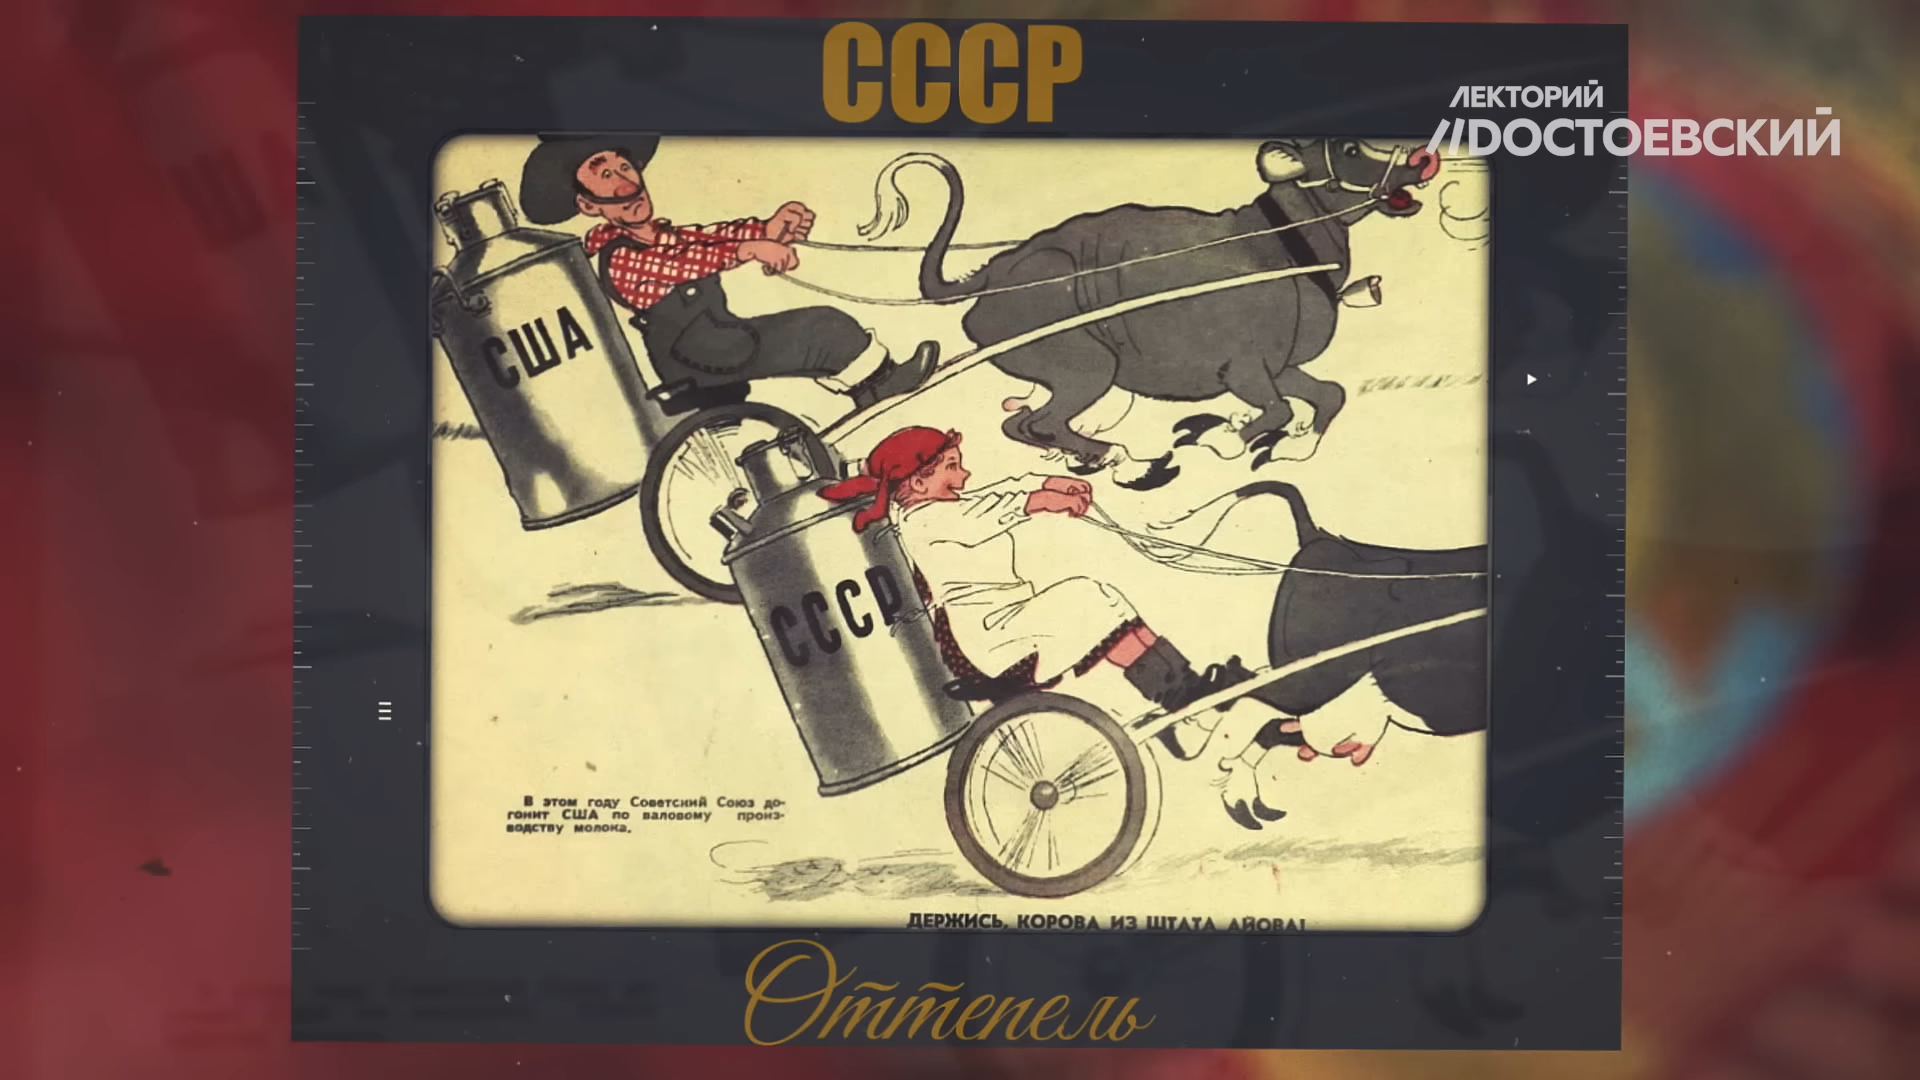 СССР
ЛЕКТОРИЙ
//DОСТОЕВСКИЙ
США
СССР
В этом году Советский Союз до-
гонит США по валовому произ-
водству молока.
ДЕРЖИСЬ, КОРОВА ИЗ ШТАТА АЙОВА!
Оттепель